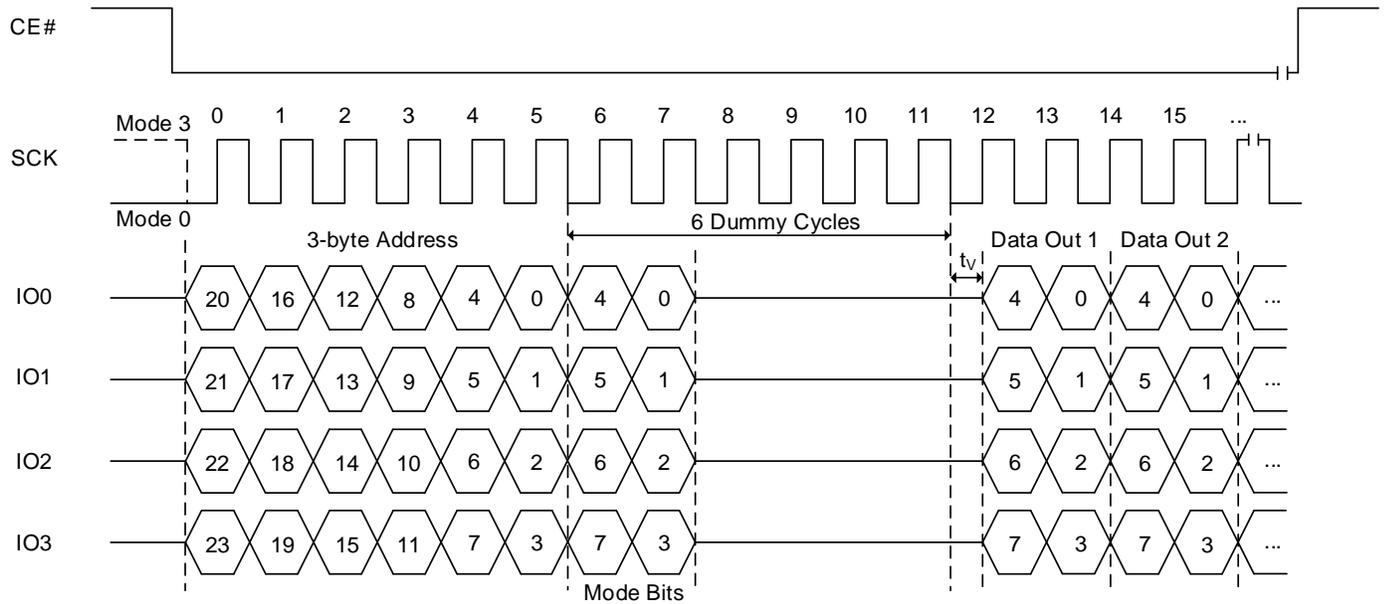 CE#
0 1 2 3 4 5 6 7 8 9 10 11 12 13 14 15 ...
Mode 3
SCK
Mode 0
6 Dummy Cycles
3-byte Address
Data Out 1 Data Out 2
tV
IO0 20 16 12 8 4 0 4 0 4 0 4 0 ...
IO1 21 17 13 9 5 1 5 1 5 1 5 1 ...
IO2 22 18 14 10 6 2 6 2 6 2 6 2 ...
IO3 23 19 15 11 7 3 7 3 7 3 7 3 ...
Mode Bits